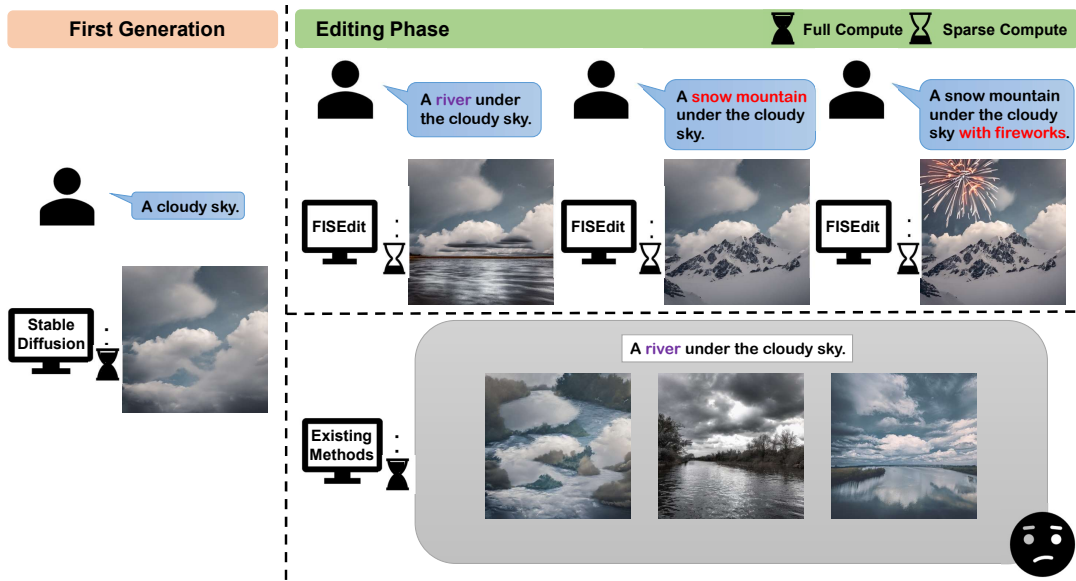 First Generation
Editing Phase
Full Compute
Sparse Compute
A river under
the cloudy sky.
A snow mountain
under the cloudy
sky.
A snow mountain
under the cloudy
sky with fireworks.
A cloudy sky.
FISEdit
FISEdit
FISEdit
Stable
Diffusion
A river under the cloudy sky.
Existing
Methods